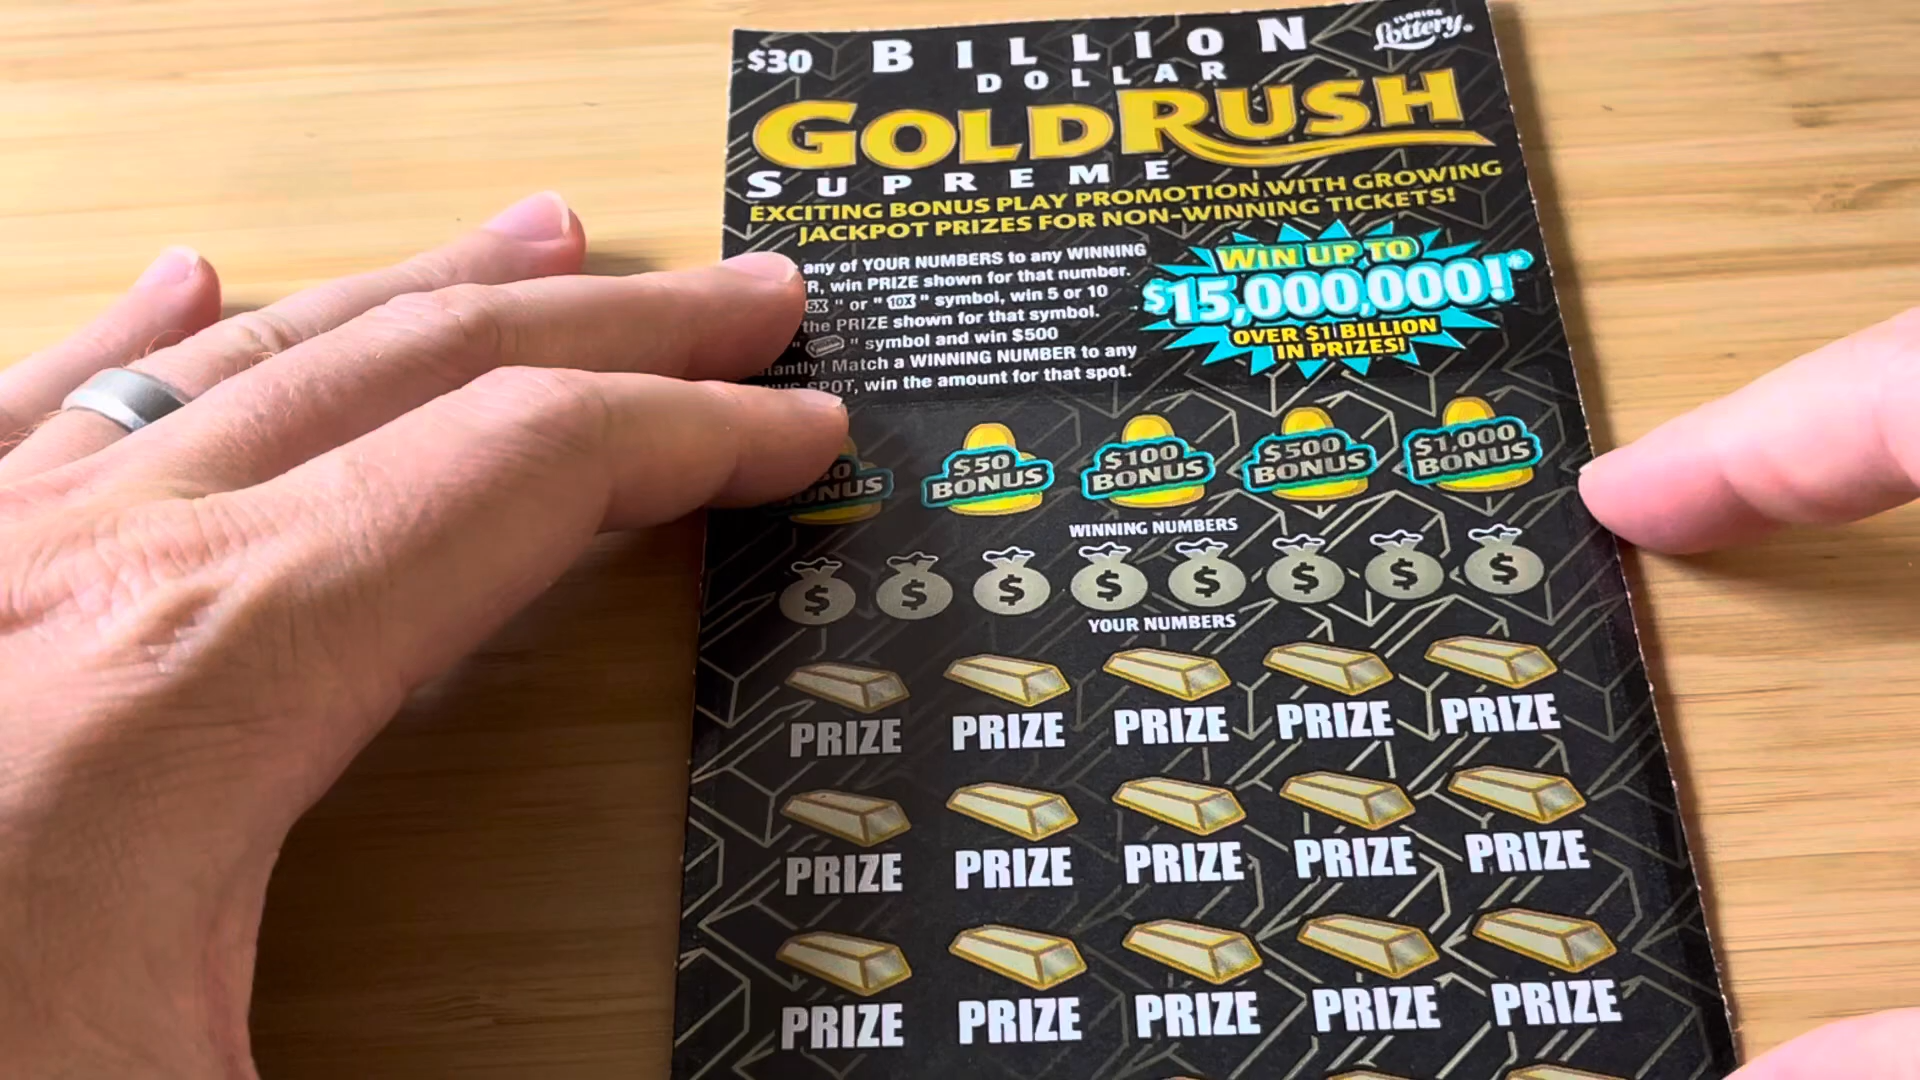 $30
BILLION
FLORIDA
Lottery.
DOLLAR
GOLDRUSH
SUPREME
EXCITING BONUS PLAY PROMOTION WITH GROWING
JACKPOT PRIZES FOR NON-WINNING TICKETS!
any of YOUR NUMBERS to any WINNING
R, win PRIZE shown for that number.
5X " or " 10X " symbol, win 5 or 10
the PRIZE shown for that symbol.
" " symbol and win $500
antly! Match a WINNING NUMBER to any
SPOT, win the amount for that spot.
WIN UP TO
$15,000,000!*
OVER $1 BILLION
IN PRIZES!
BONUS
$50
BONUS
$100
BONUS
$500
BONUS
$1,000
BONUS
WINNING NUMBERS
$ $ $ $ $ $ $ $
YOUR NUMBERS
PRIZE PRIZE PRIZE PRIZE PRIZE
PRIZE PRIZE PRIZE PRIZE PRIZE
PRIZE PRIZE PRIZE PRIZE PRIZE